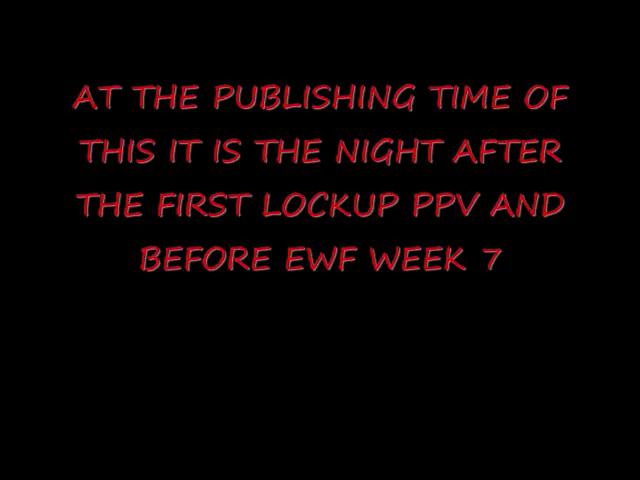 AT THE PUBLISHING TIME OF
THIS IT IS THE NIGHT AFTER
THE FIRST LOCKUP PPV AND
BEFORE EWF WEEK 7